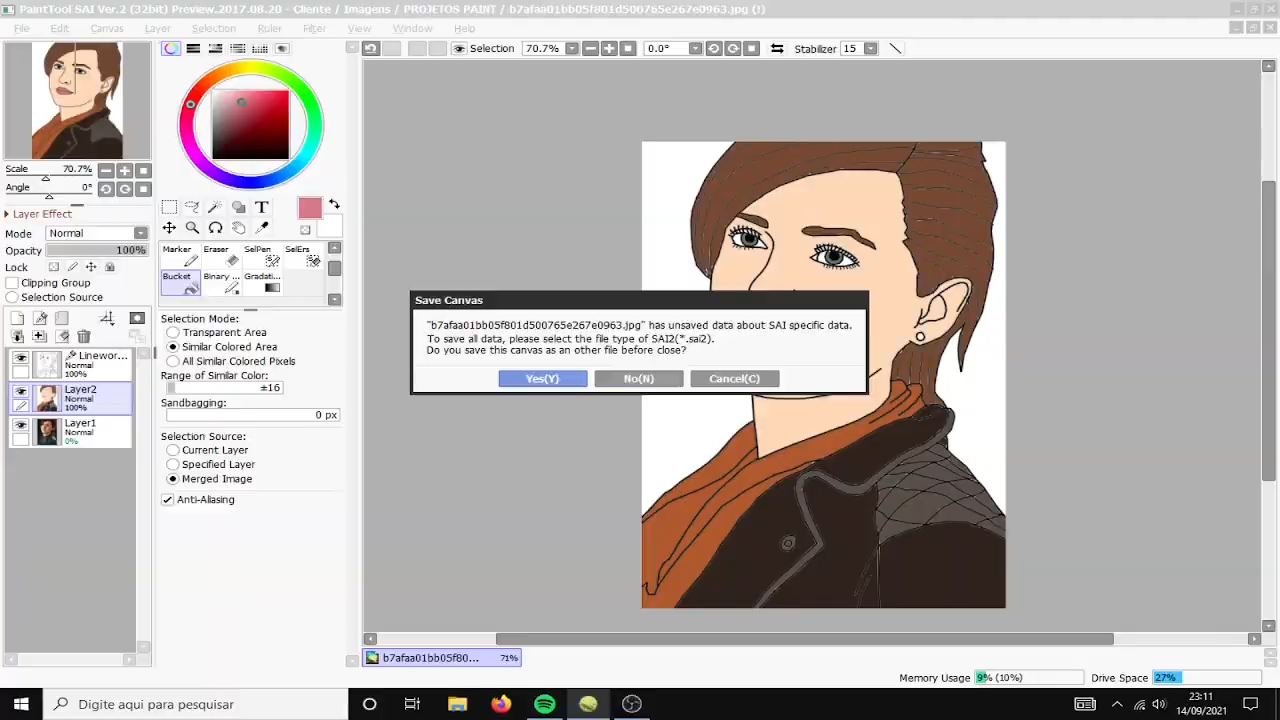 PaintTool SAI Ver.2 (32bit) Preview.2017.08.20 - Cliente / Imagens / PROJETOS PAINT / b7afaa01bb05f801d500765e267e0963.jpg (!)
File Edit Canvas Layer Selection Ruler Filter View Window Help
Selection 70.7% 0.0° Stabilizer 15
Scale 70.7%
Angle 0°
Layer Effect
Mode Normal
Opacity 100%
Lock
Clipping Group
Selection Source
Linewor...
Normal
100%
Layer2
Normal
100%
Layer1
Normal
0%
T
Marker Eraser SelPen SelErs
Bucket Binary ... Gradati...
Selection Mode:
Transparent Area
Similar Colored Area
All Similar Colored Pixels
Range of Similar Color:
±16
Sandbagging:
0 px
Selection Source:
Current Layer
Specified Layer
Merged Image
Anti-Aliasing
Save Canvas
"b7afaa01bb05f801d500765e267e0963.jpg" has unsaved data about SAI specific data.
To save all data, please select the file type of SAI2(*.sai2).
Do you save this canvas as an other file before close?
Yes(Y) No(N) Cancel(C)
b7afaa01bb05f80... 71%
Memory Usage 9% (10%) Drive Space 27%
Digite aqui para pesquisar
23:11
14/09/2021